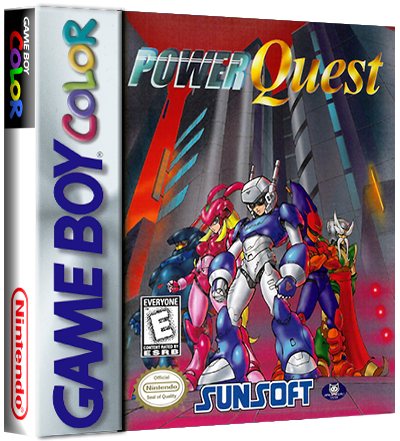 GAME BOY
COLOR
Nintendo
GAME BOY COLOR
POWER Quest
EVERYONE
E
CONTENT RATED BY
ESRB
Official
Nintendo
Seal of Quality
SUNSOFT